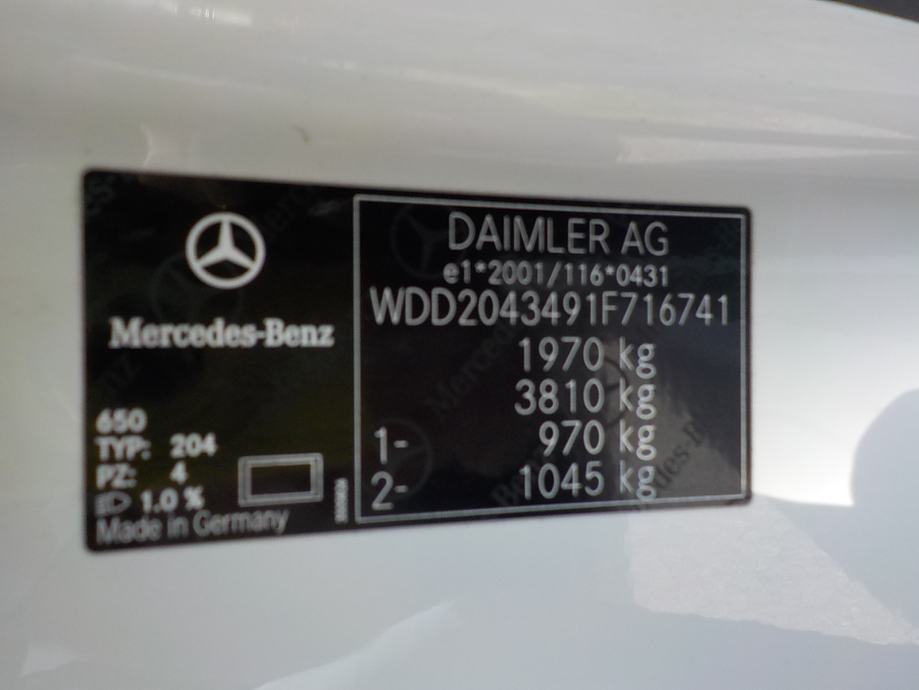 Mercedes-Benz
650
TYP: 204
PZ: 4
1.0 %
Made in Germany
DAIMLER AG
e1*2001/116*0431
WDD2043491F716741
1970 kg
3810 kg
1- 970 kg
2- 1045 kg